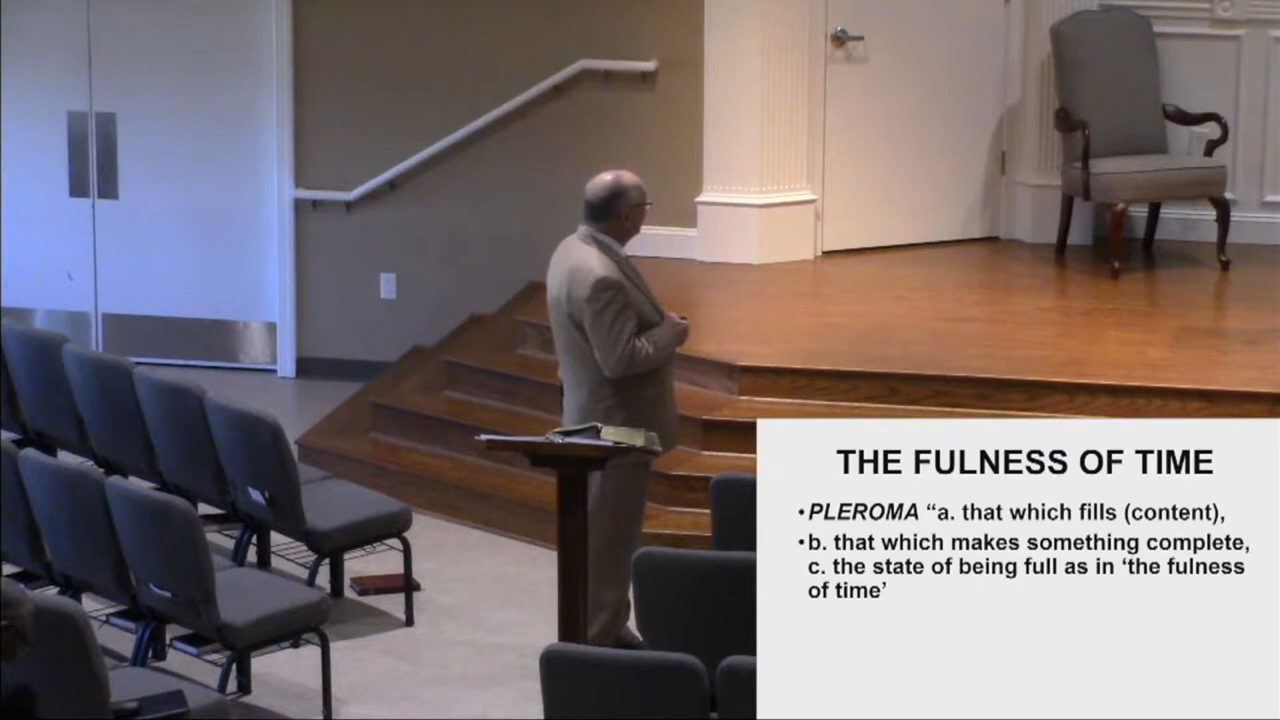 THE FULNESS OF TIME
•PLEROMA “a. that which fills (content),
•b. that which makes something complete,
c. the state of being full as in ‘the fulness
of time’